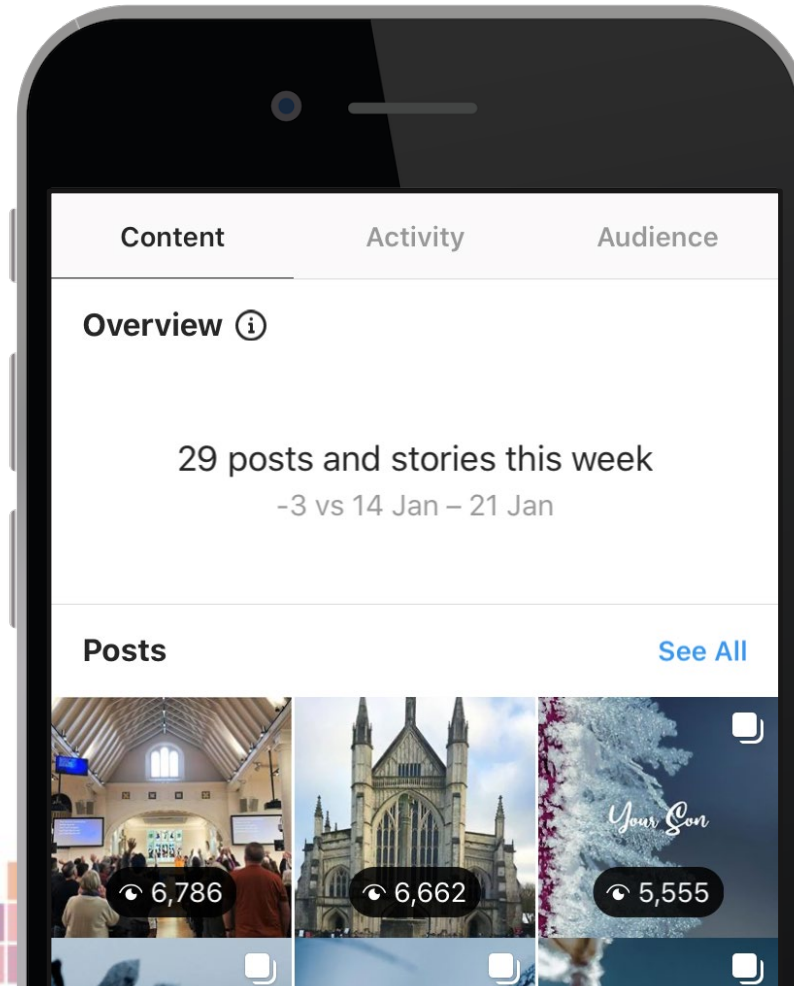 Content Activity Audience
Overview
29 posts and stories this week
-3 vs 14 Jan – 21 Jan
Posts See All
Your Son
6,786 6,662 5,555